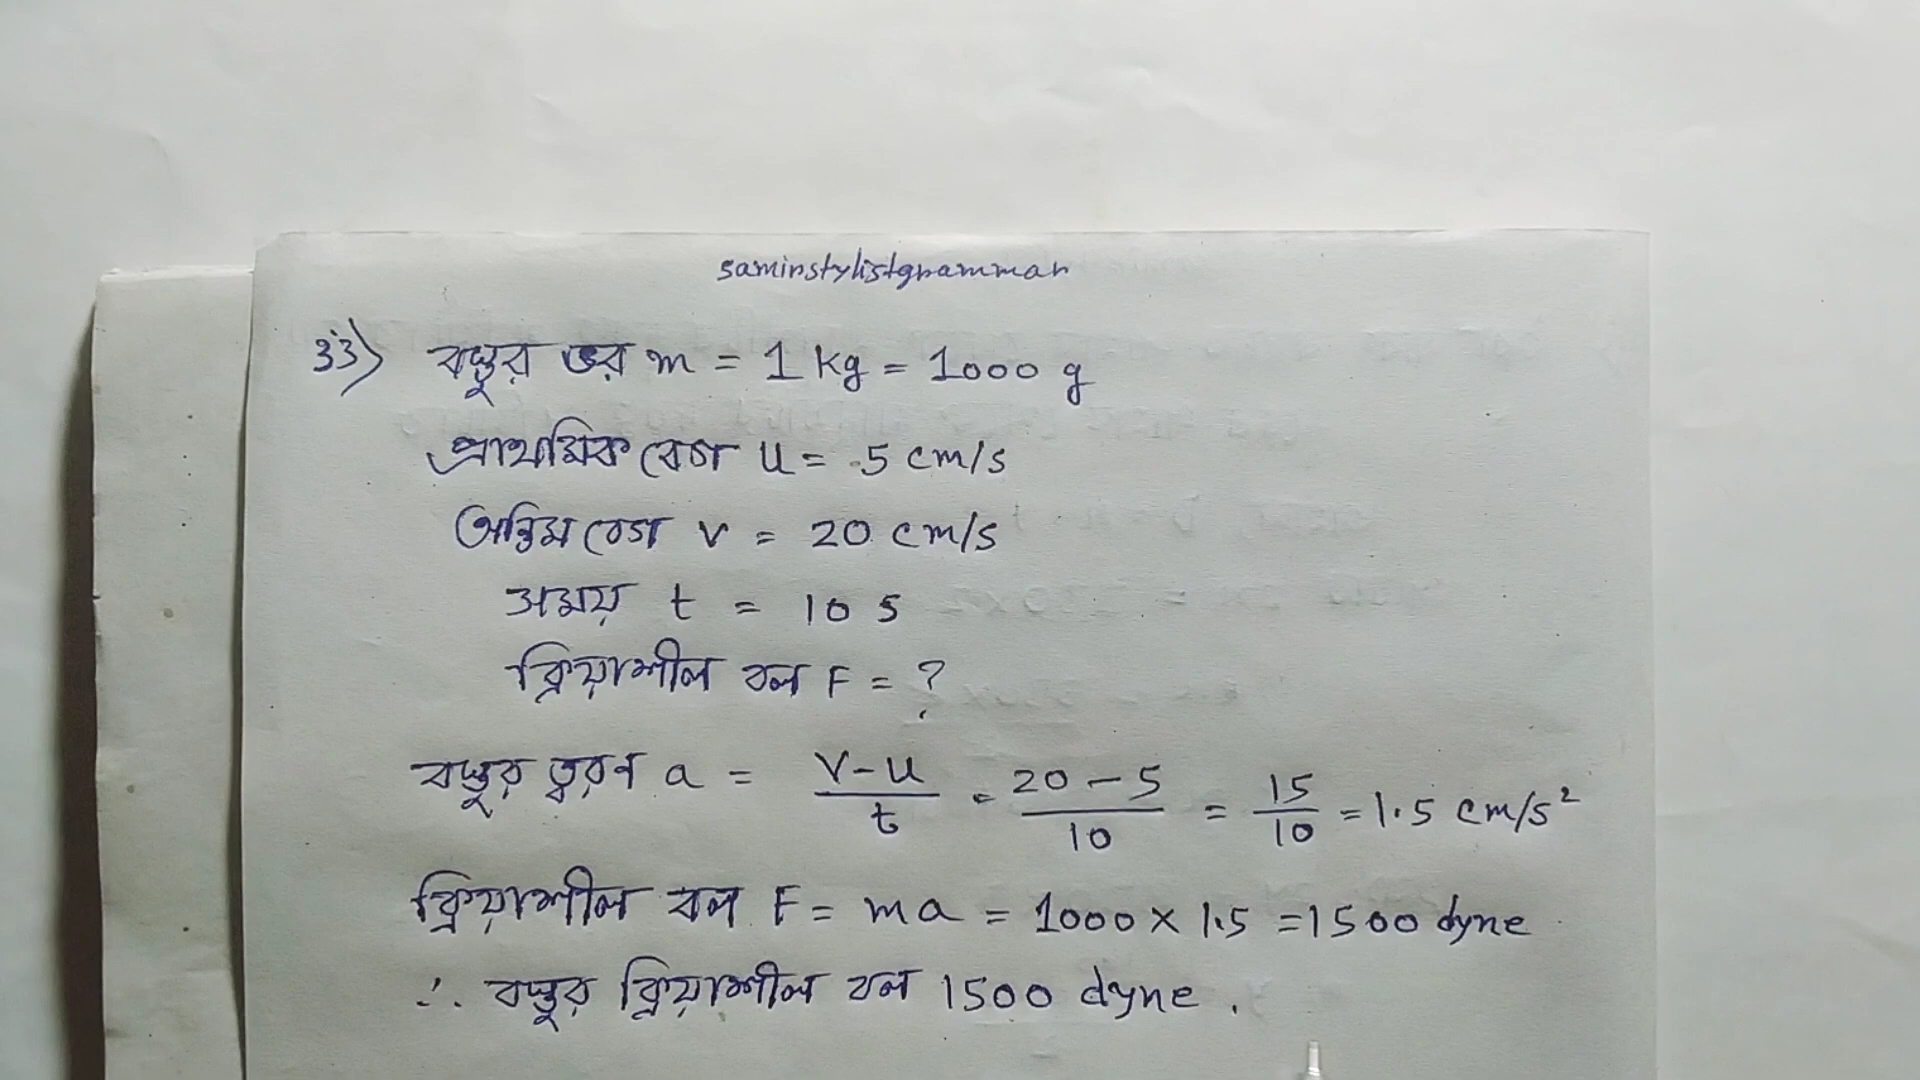 samirstylistgrammar
33) বস্তুর ভর m = 1 kg = 1000 g
প্রাথমিক বেগ u = 5 cm/s
অন্তিম বেগ v = 20 cm/s
সময় t = 10 s
ক্রিয়াশীল বল F = ?
বস্তুর ত্বরণ a = v-u/t = 20-5/10 = 15/10 = 1.5 cm/s²
ক্রিয়াশীল বল F = ma = 1000 × 1.5 = 1500 dyne
∴ বস্তুর ক্রিয়াশীল বল 1500 dyne.